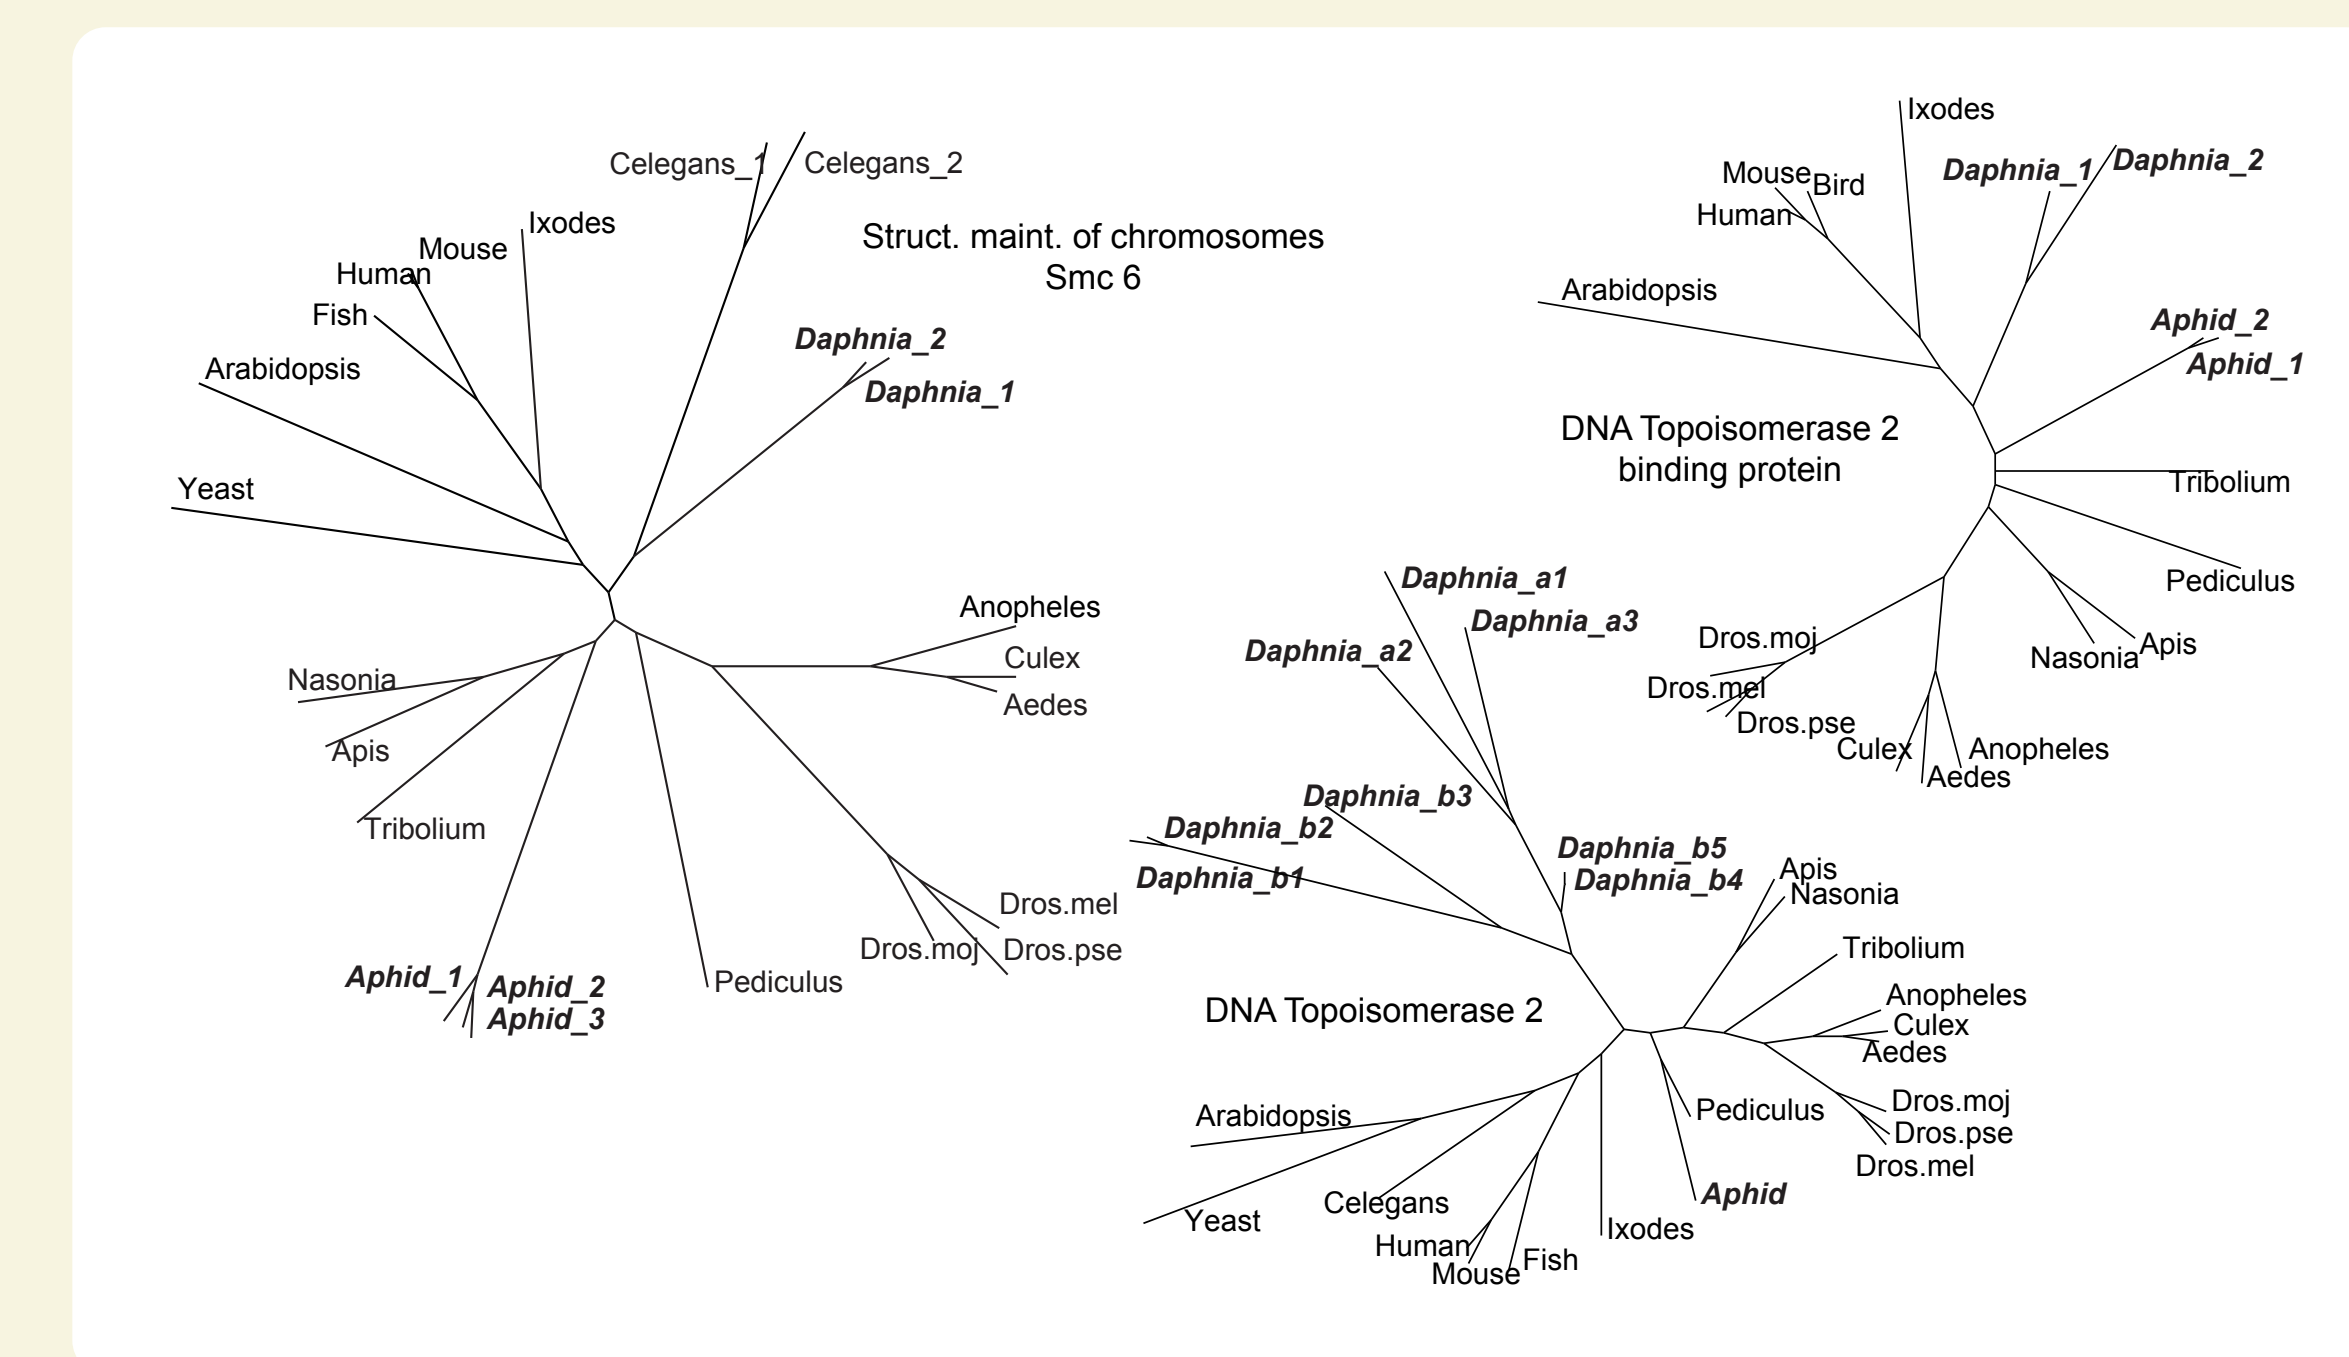 Celegans_1
Celegans_2
Ixodes
Mouse
Human
Fish
Arabidopsis
Yeast
Struct. maint. of chromosomes
Smc 6
Daphnia_2
Daphnia_1
Anopheles
Culex
Aedes
Nasonia
Apis
Tribolium
Aphid_1
Aphid_2
Aphid_3
Pediculus
Dros.moj
Dros.mel
Dros.pse
Ixodes
Mouse
Bird
Human
Daphnia_1
Daphnia_2
Arabidopsis
Aphid_2
Aphid_1
DNA Topoisomerase 2
binding protein
Tribolium
Pediculus
Nasonia
Apis
Dros.moj
Dros.mel
Dros.pse
Culex
Anopheles
Aedes
Daphnia_a1
Daphnia_a3
Daphnia_a2
Daphnia_b3
Daphnia_b2
Daphnia_b1
Daphnia_b5
Daphnia_b4
Apis
Nasonia
Tribolium
DNA Topoisomerase 2
Anopheles
Culex
Aedes
Dros.moj
Dros.pse
Dros.mel
Pediculus
Aphid
Arabidopsis
Yeast
Celegans
Human
Mouse
Fish
Ixodes